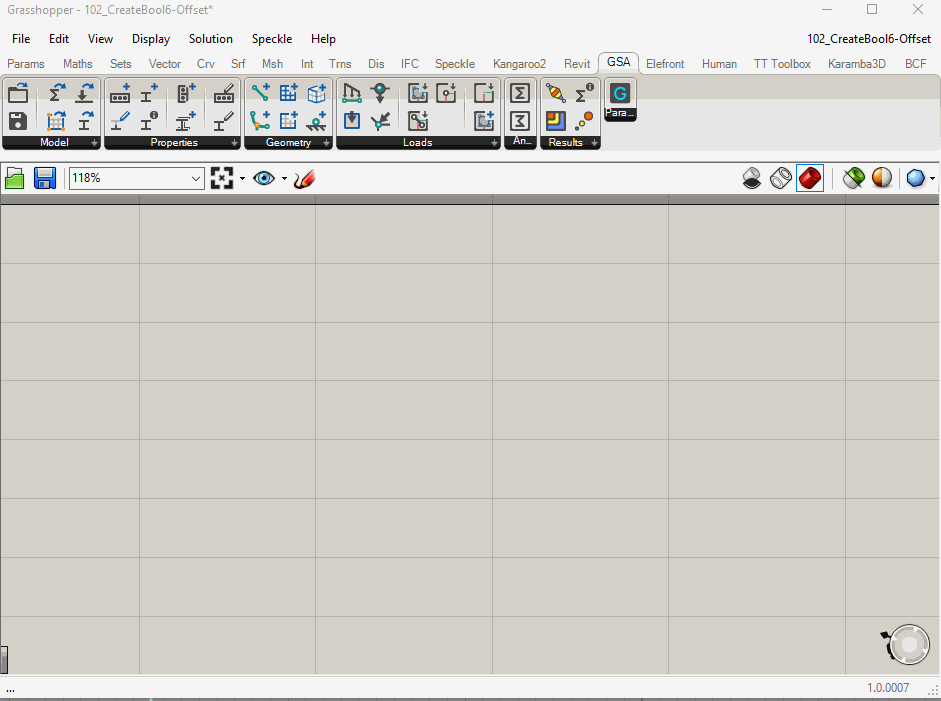 Grasshopper - 102_CreateBool6-Offset*
File Edit View Display Solution Speckle Help 102_CreateBool6-Offset
Params Maths Sets Vector Crv Srf Msh Int Trns Dis IFC Speckle Kangaroo2 Revit GSA Elefront Human TT Toolbox Karamba3D BCF
G
Para...
Model Properties Geometry Loads An... Results
118%
...
1.0.0007